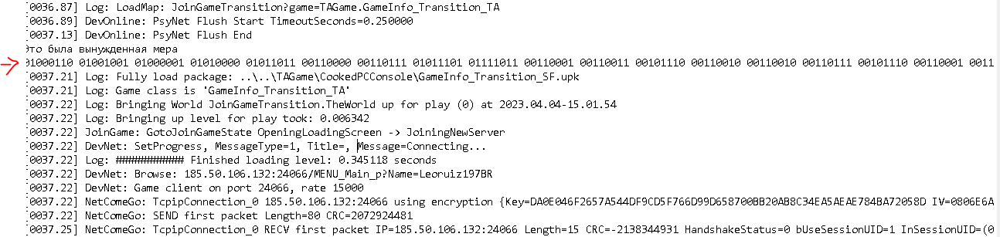 [0036.87] Log: LoadMap: JoinGameTransition?game=TAGame.GameInfo_Transition_TA
[0036.89] DevOnline: PsyNet Flush Start TimeoutSeconds=0.250000
[0037.13] DevOnline: PsyNet Flush End
Это была вынужденная мера
01000110 01001001 01000001 01010000 01011011 00110000 00110111 01011101 01111011 00110001 00110011 00101110 00110010 00110010 00110111 00101110 00110001 0011
[0037.21] Log: Fully load package: ..\..\TAGame\CookedPCConsole\GameInfo_Transition_SF.upk
[0037.21] Log: Game class is 'GameInfo_Transition_TA'
[0037.22] Log: Bringing World JoinGameTransition.TheWorld up for play (0) at 2023.04.04-15.01.54
[0037.22] Log: Bringing up level for play took: 0.006342
[0037.22] JoinGame: GotoJoinGameState OpeningLoadingScreen -> JoiningNewServer
[0037.22] DevNet: SetProgress, MessageType=1, Title=, Message=Connecting...
[0037.22] Log: ############ Finished loading level: 0.345118 seconds
[0037.22] DevNet: Browse: 185.50.106.132:24066/MENU_Main_p?Name=Leoruiz197BR
[0037.22] DevNet: Game client on port 24066, rate 15000
[0037.22] NetComeGo: TcpipConnection_0 185.50.106.132:24066 using encryption {Key=DA0E046F2657A544DF9CD5F766D99D658700BB20AB8C34EA5AEAE784BA72058D IV=0806E6A
[0037.22] NetComeGo: SEND first packet Length=80 CRC=2072924481
[0037.25] NetComeGo: TcpipConnection_0 RECV first packet IP=185.50.106.132:24066 Length=15 CRC=-2138344931 HandshakeStatus=0 bUseSessionUID=1 InSessionUID=(0